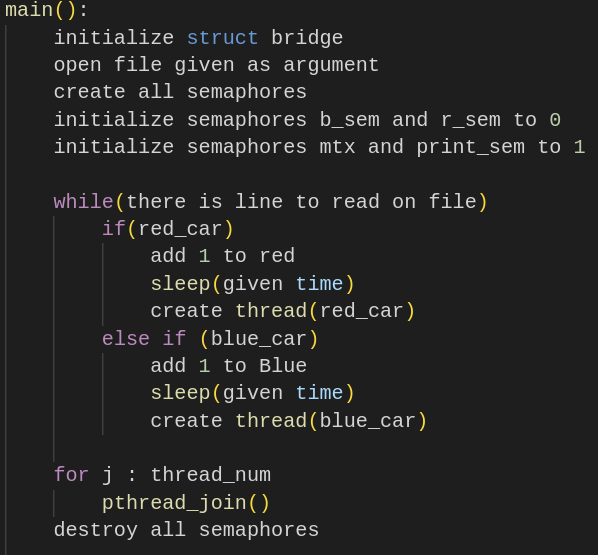 main():
initialize struct bridge
open file given as argument
create all semaphores
initialize semaphores b_sem and r_sem to 0
initialize semaphores mtx and print_sem to 1
while(there is line to read on file)
if(red_car)
add 1 to red
sleep(given time)
create thread(red_car)
else if (blue_car)
add 1 to Blue
sleep(given time)
create thread(blue_car)
for j : thread_num
pthread_join()
destroy all semaphores